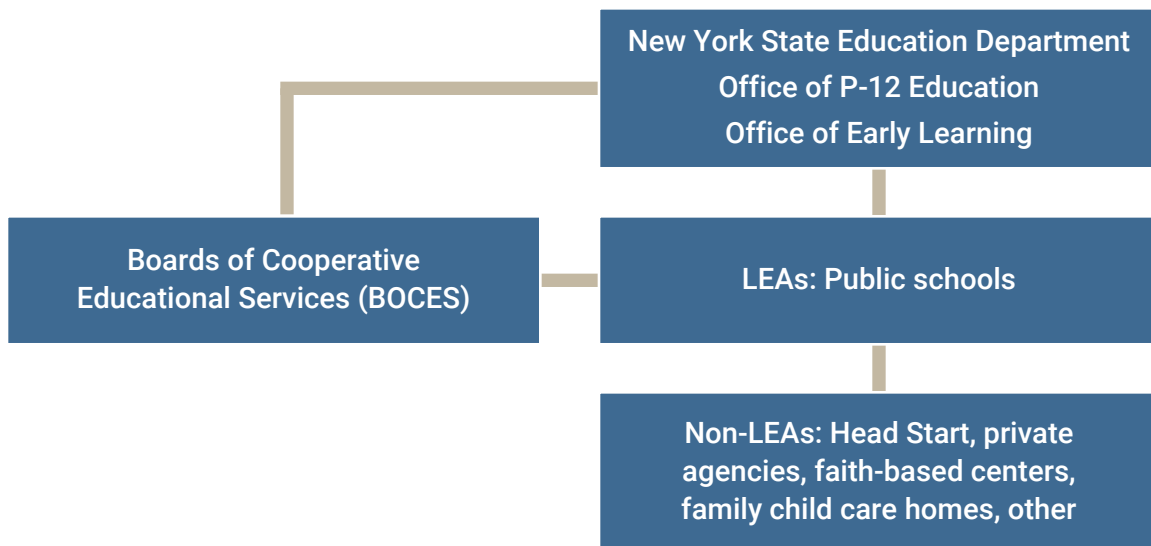 New York State Education Department
Office of P-12 Education
Office of Early Learning
Boards of Cooperative
Educational Services (BOCES)
LEAs: Public schools
Non-LEAs: Head Start, private
agencies, faith-based centers,
family child care homes, other